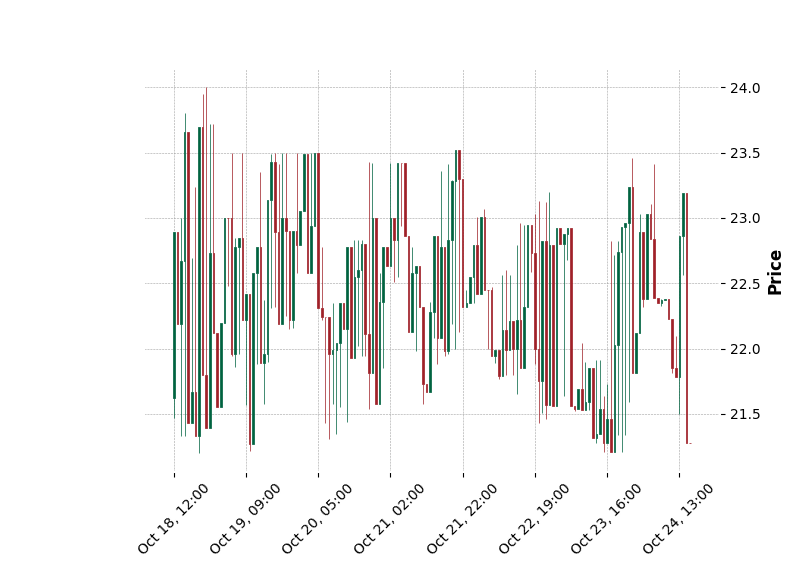 24.0
23.5
23.0
22.5
22.0
21.5
Price
Oct 18, 12:00
Oct 19, 09:00
Oct 20, 05:00
Oct 21, 02:00
Oct 21, 22:00
Oct 22, 19:00
Oct 23, 16:00
Oct 24, 13:00